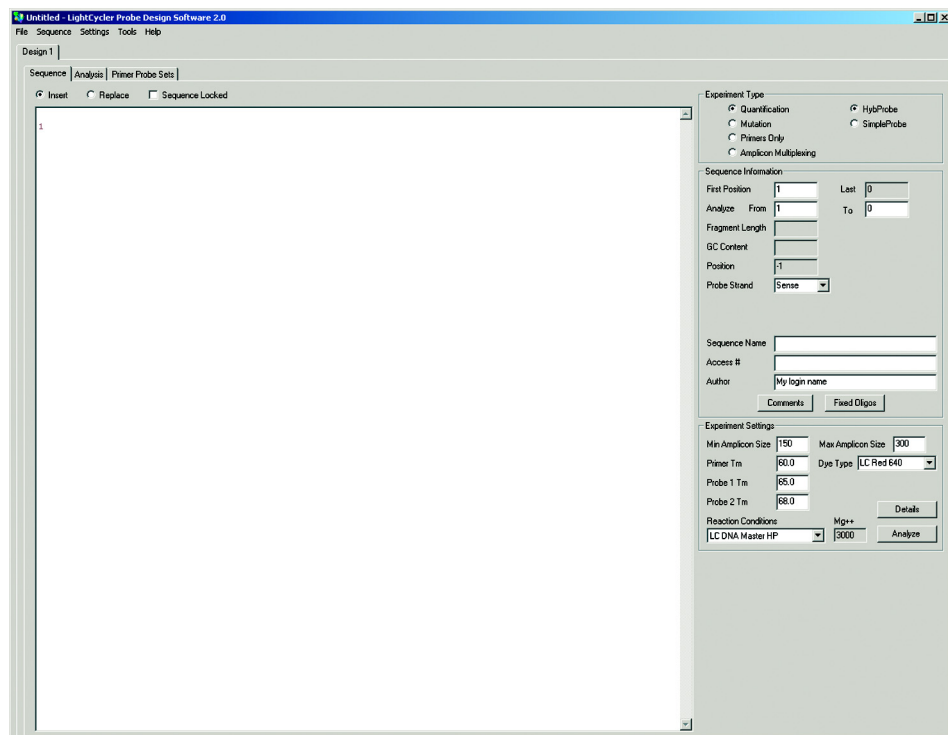 Untitled - LightCycler Probe Design Software 2.0
File Sequence Settings Tools Help
Design 1
Sequence Analysis Primer Probe Sets
Insert Replace Sequence Locked
1
Experiment Type
Quantification HybProbe
Mutation SimpleProbe
Primers Only
Amplicon Multiplexing
Sequence Information
First Position 1 Last 0
Analyze From 1 To 0
Fragment Length
GC Content
Position -1
Probe Strand Sense
Sequence Name
Access #
Author My login name
Comments Fixed Oligos
Experiment Settings
Min Amplicon Size 150 Max Amplicon Size 300
Primer Tm 60.0 Dye Type LC Red 640
Probe 1 Tm 65.0
Probe 2 Tm 68.0
Details
Reaction Conditions Mg++
LC DNA Master HP 3000 Analyze